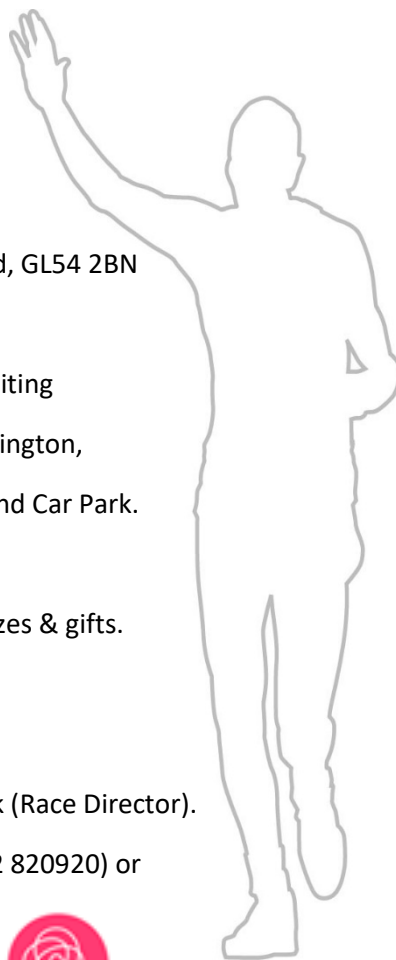 d, GL54 2BN
iting
ington,
nd Car Park.
zes & gifts.
k (Race Director).
2 820920) or